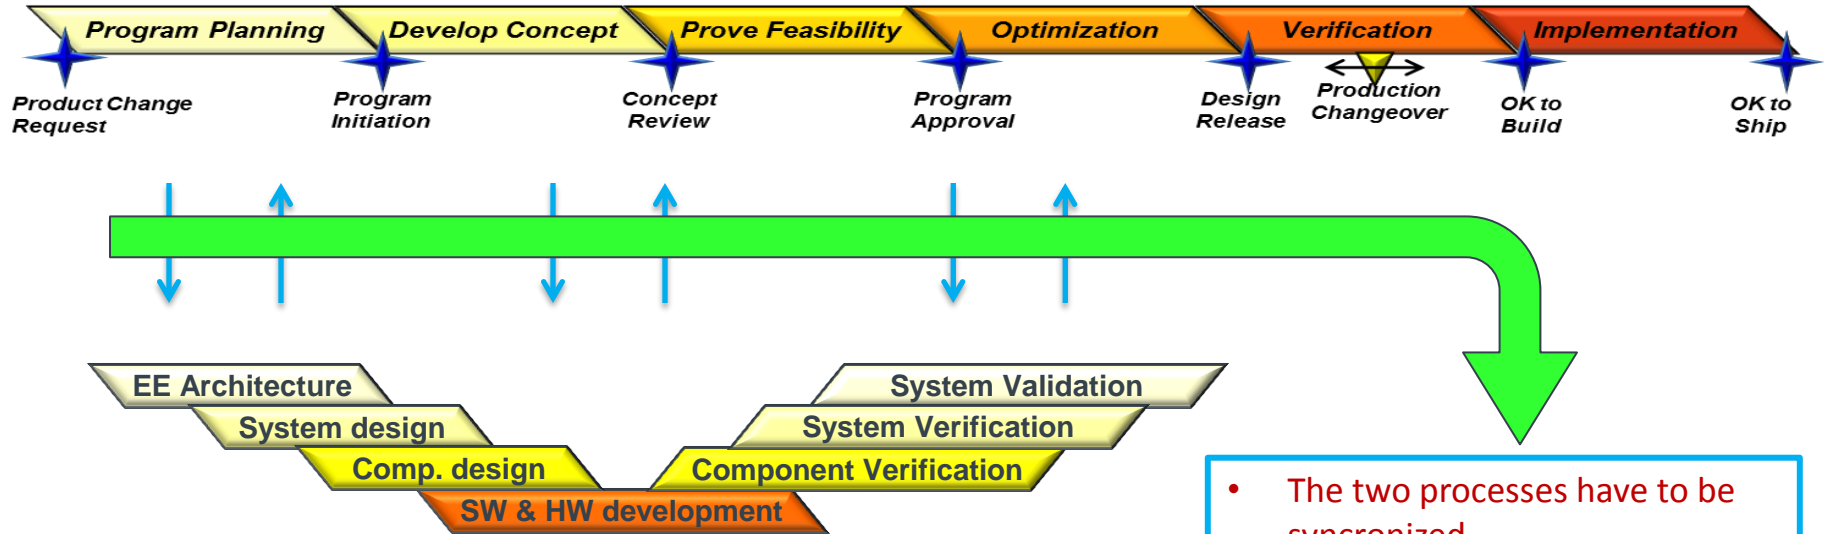 Program Planning
Develop Concept
Prove Feasibility
Optimization
Verification
Implementation
Product Change
Request
Program
Initiation
Concept
Review
Program
Approval
Design
Release
Production
Changeover
OK to
Build
OK to
Ship
EE Architecture
System design
Comp. design
SW & HW development
Component Verification
System Verification
System Validation
• The two processes have to be
syncronized